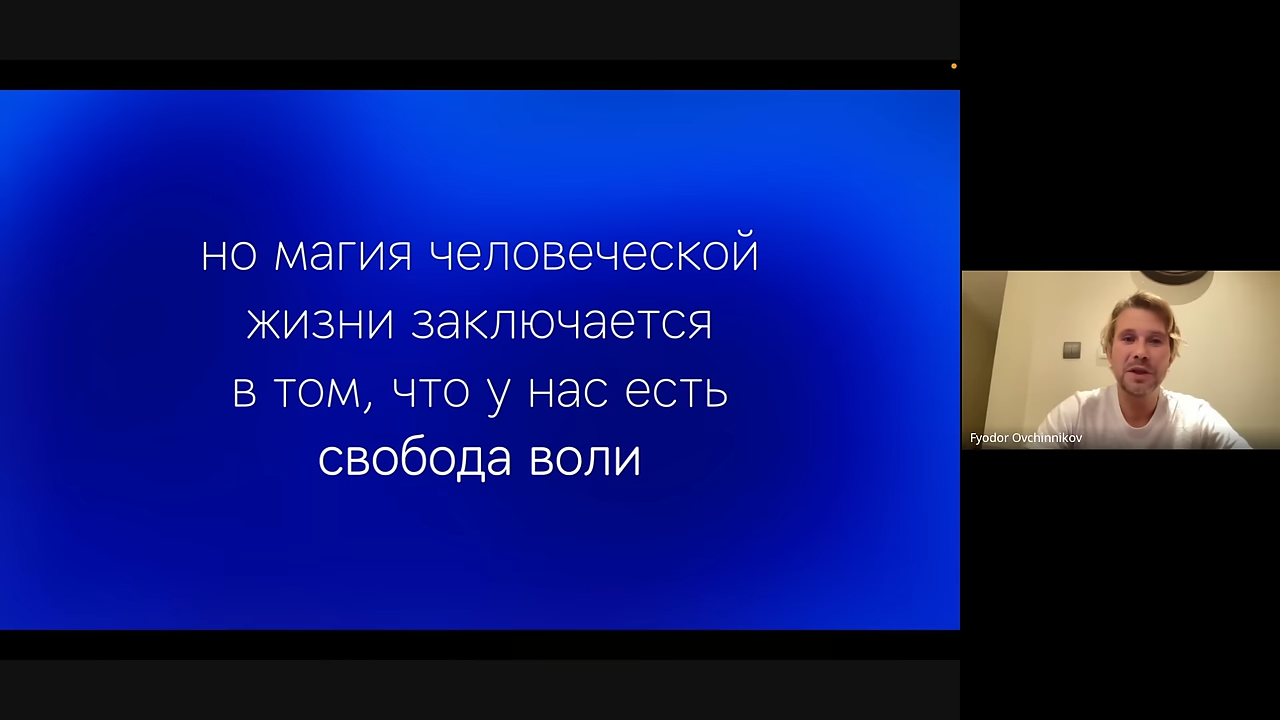 но магия человеческой
жизни заключается
в том, что у нас есть
свобода воли
Fyodor Ovchinnikov